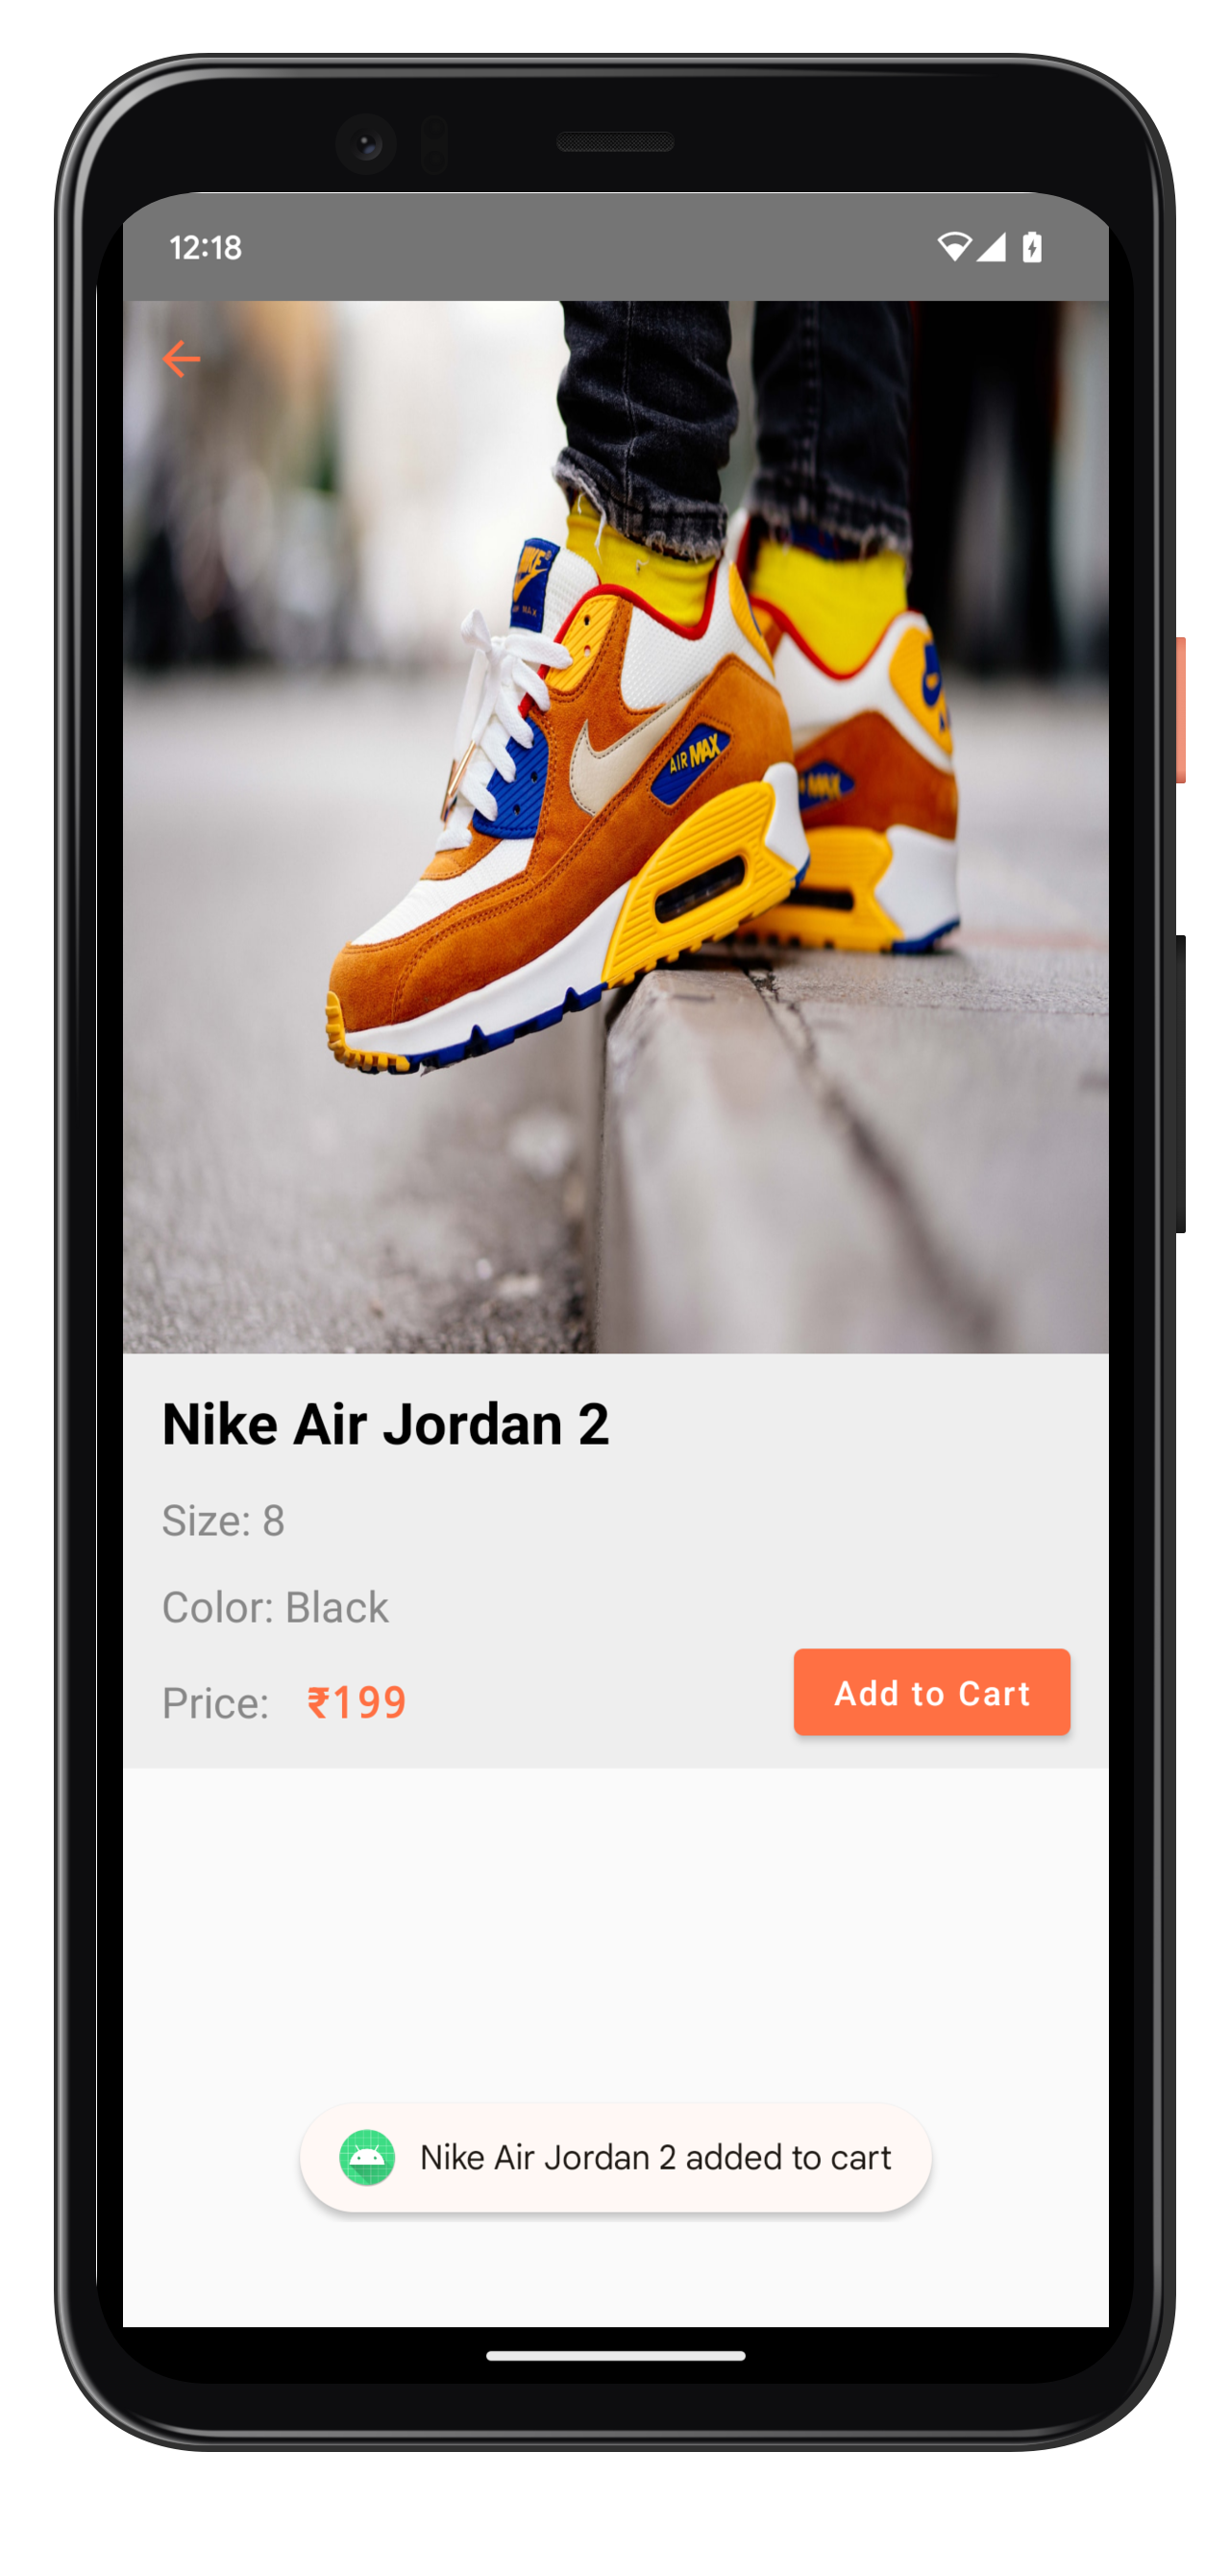 12:18
NIKE
AIR MAX
AIR MAX
MAX
Nike Air Jordan 2
Size: 8
Color: Black
Price: ₹199
Add to Cart
Nike Air Jordan 2 added to cart